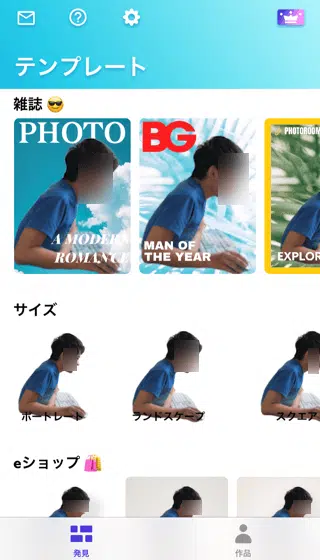 テンプレート
雑誌 😎
PHOTO
A MODERN
ROMANCE
BG
MAN OF
THE YEAR
PHOTOROOM
EXPLOR
サイズ
ポートレート
ランドスケープ
スクエア
eショップ 🛍️
発見
作品